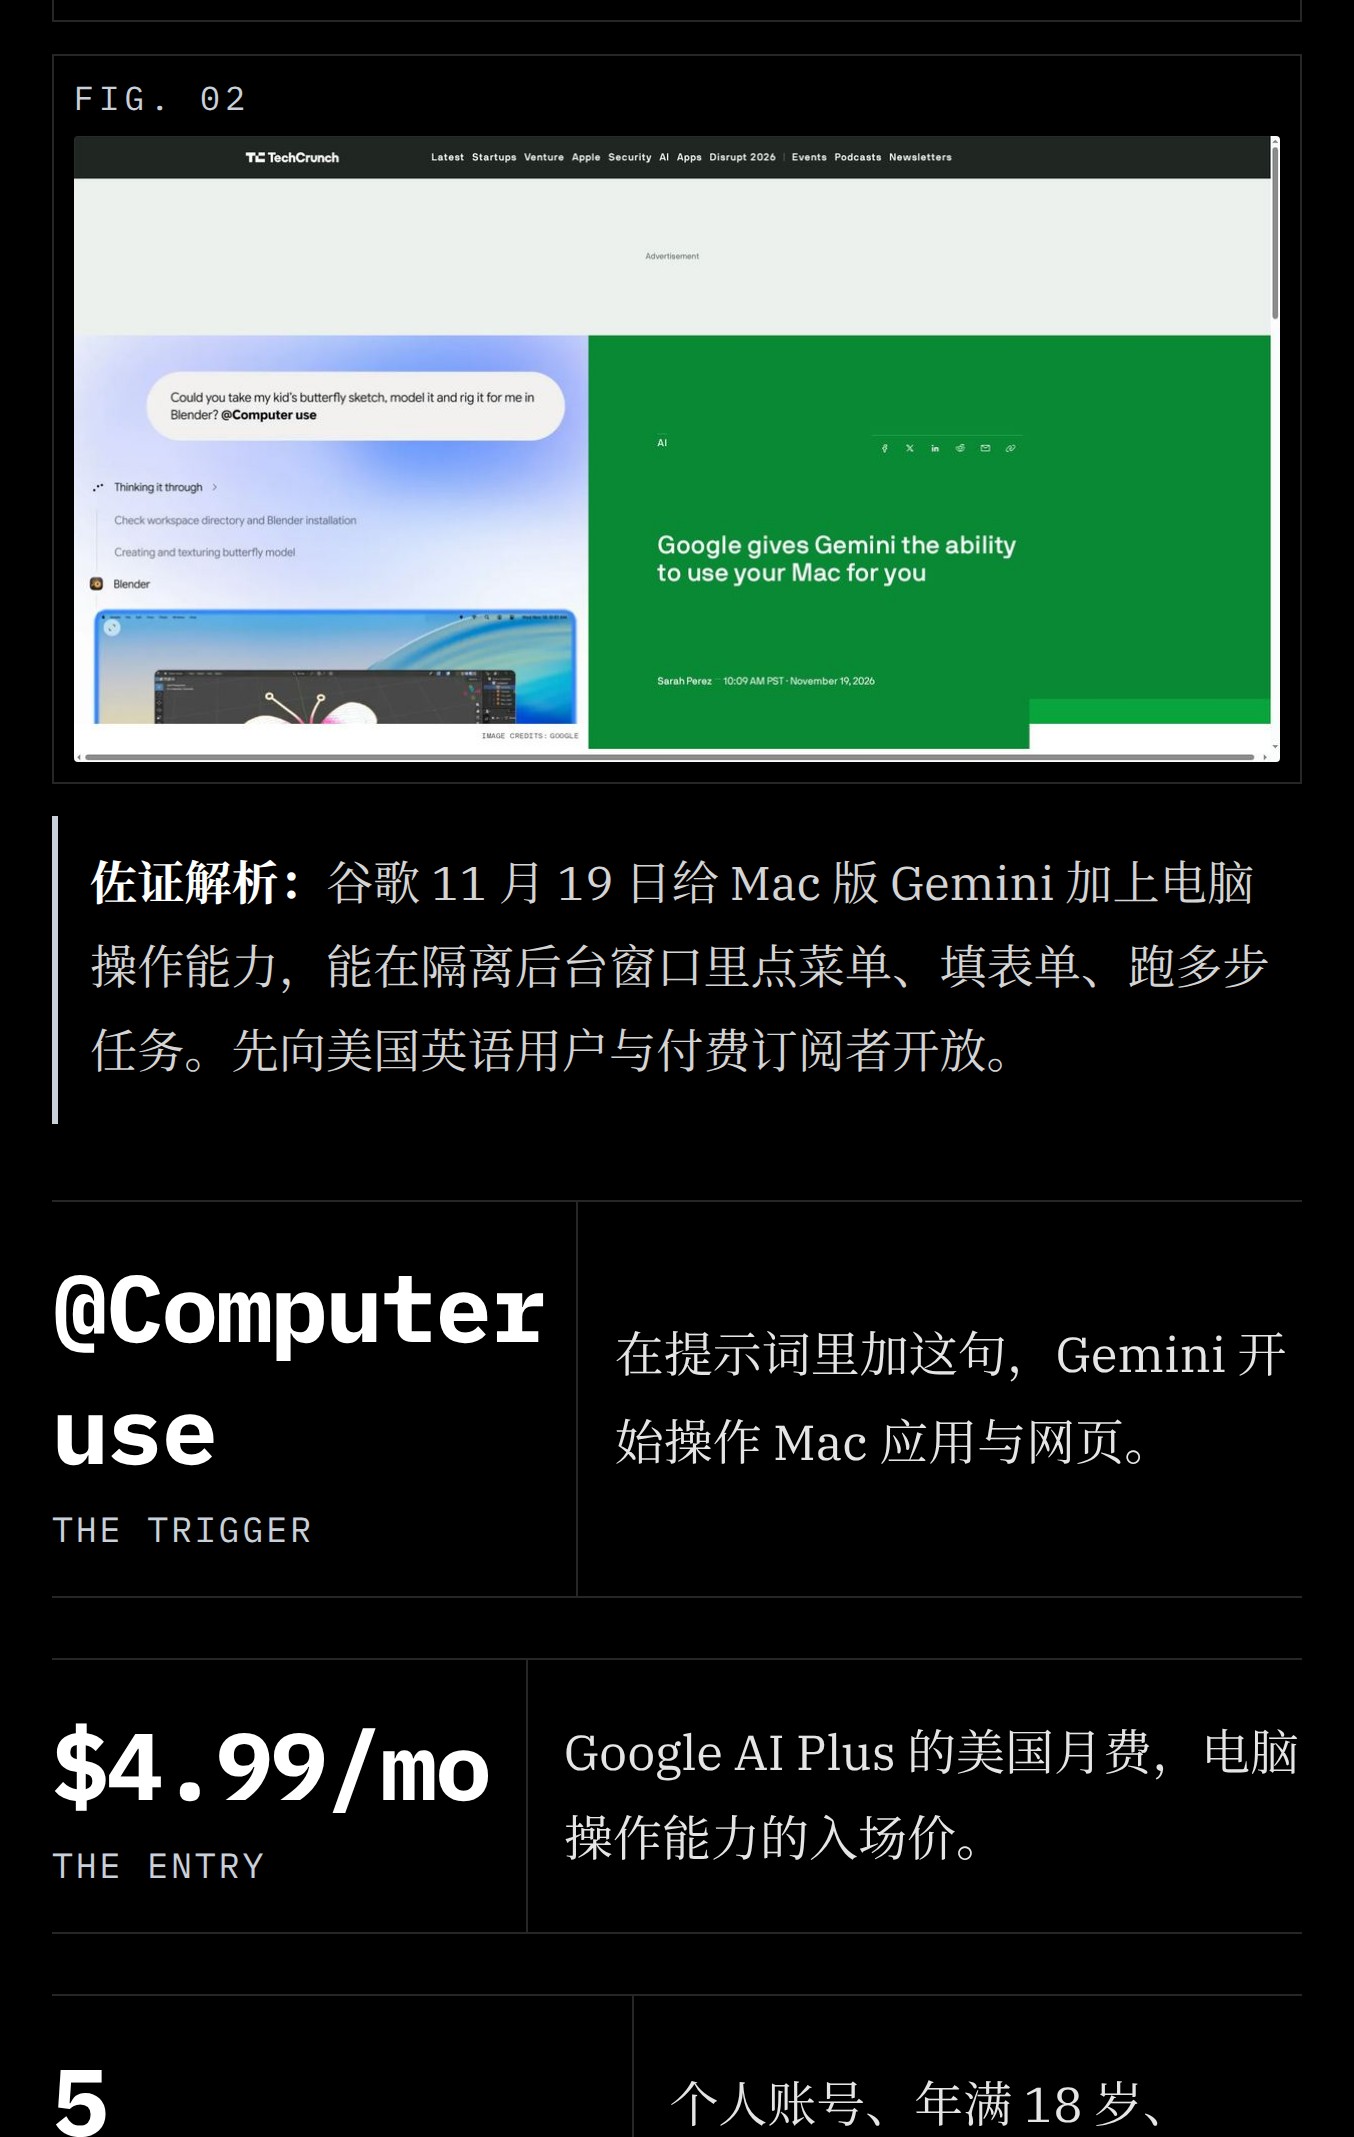 FIG. 02
TechCrunch
Latest Startups Venture Apple Security AI Apps Disrupt 2026 | Events Podcasts Newsletters
Advertisement
Could you take my kid's butterfly sketch, model it and rig it for me in
Blender? @Computer use
Thinking it through >
Check workspace directory and Blender installation
Creating and texturing butterfly model
Blender
IMAGE CREDITS: GOOGLE
AI
Google gives Gemini the ability
to use your Mac for you
Sarah Perez 10:09 AM PST · November 19, 2026
佐证解析：谷歌 11 月 19 日给 Mac 版 Gemini 加上电脑
操作能力，能在隔离后台窗口里点菜单、填表单、跑多步
任务。先向美国英语用户与付费订阅者开放。
@Computer
use
THE TRIGGER
在提示词里加这句，Gemini 开
始操作 Mac 应用与网页。
$4.99/mo
THE ENTRY
Google AI Plus 的美国月费，电脑
操作能力的入场价。
5
个人账号、年满 18 岁、